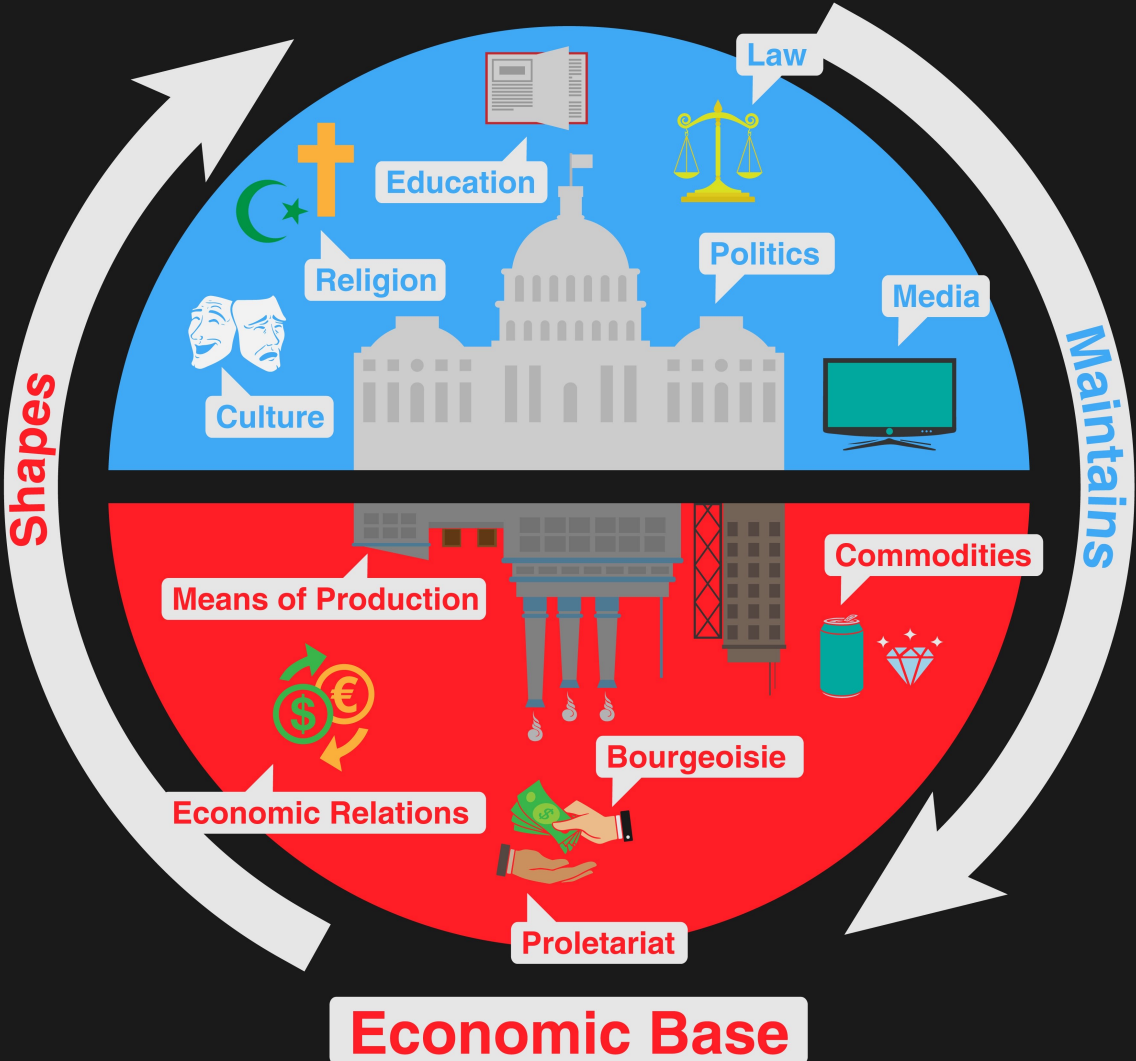 Law
Education
Politics
Religion
Media
Culture
Shapes
Maintains
Commodities
Means of Production
$
€
Bourgeoisie
Economic Relations
$
Proletariat
Economic Base